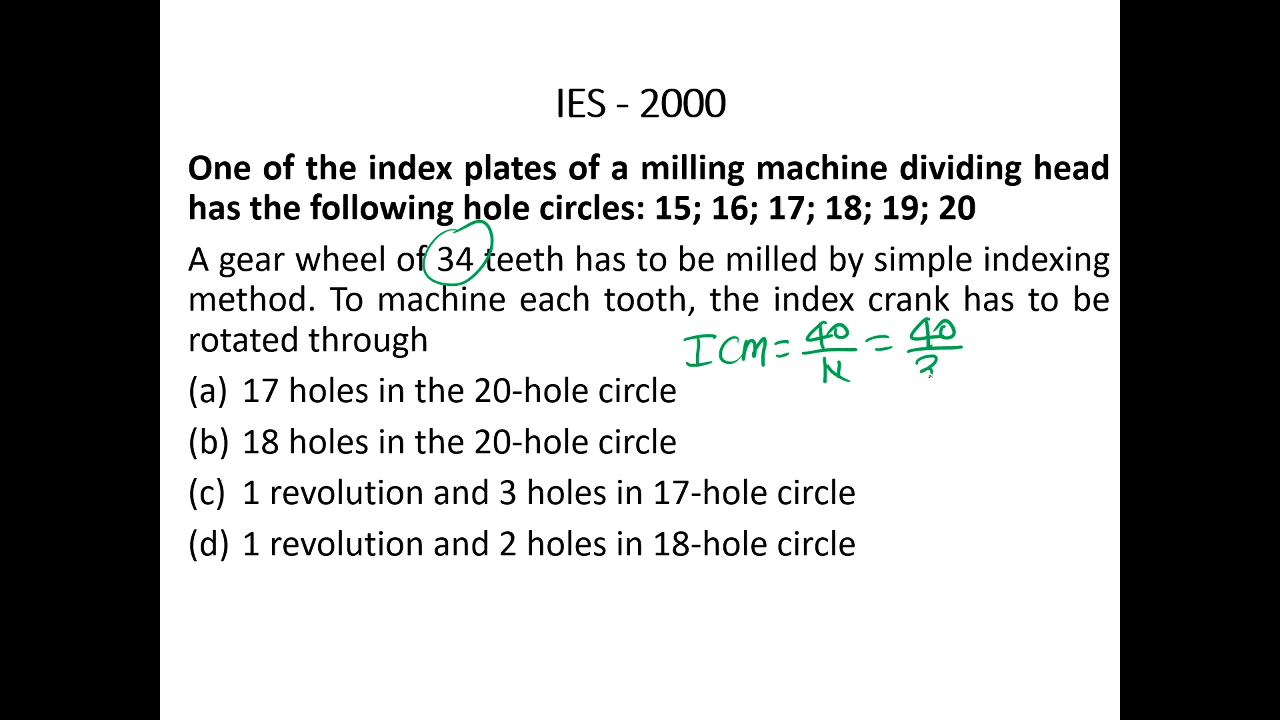 IES - 2000
One of the index plates of a milling machine dividing head
has the following hole circles: 15; 16; 17; 18; 19; 20
A gear wheel of 34 teeth has to be milled by simple indexing
method. To machine each tooth, the index crank has to be
rotated through
ICM = 40/N = 40/3
(a) 17 holes in the 20-hole circle
(b) 18 holes in the 20-hole circle
(c) 1 revolution and 3 holes in 17-hole circle
(d) 1 revolution and 2 holes in 18-hole circle